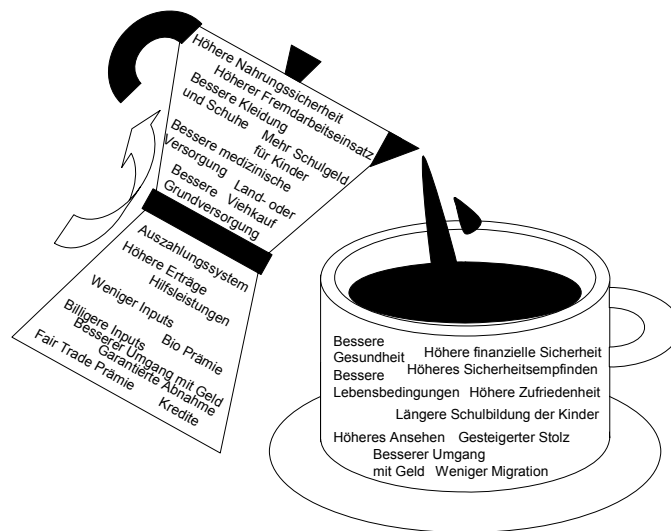 Höhere Nahrungssicherheit
Höherer Fremdarbeitseinsatz
Bessere Kleidung
und Schuhe
Mehr Schulgeld
für Kinder
Bessere medizinische
Versorgung
Land- oder
Viehkauf
Bessere
Grundversorgung
Auszahlungssystem
Höhere Erträge
Hilfsleistungen
Weniger Inputs
Billigere Inputs
Bio Prämie
Besserer Umgang mit Geld
Garantierte Abnahme
Fair Trade Prämie
Kredite
Bessere
Gesundheit
Höhere finanzielle Sicherheit
Höheres Sicherheitsempfinden
Bessere
Lebensbedingungen
Höhere Zufriedenheit
Längere Schulbildung der Kinder
Höheres Ansehen
Gesteigerter Stolz
Besserer Umgang
mit Geld
Weniger Migration